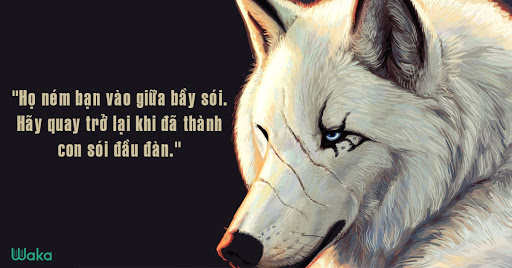 "Họ ném bạn vào giữa bầy sói.
Hãy quay trở lại khi đã thành
con sói đầu đàn."
Waka